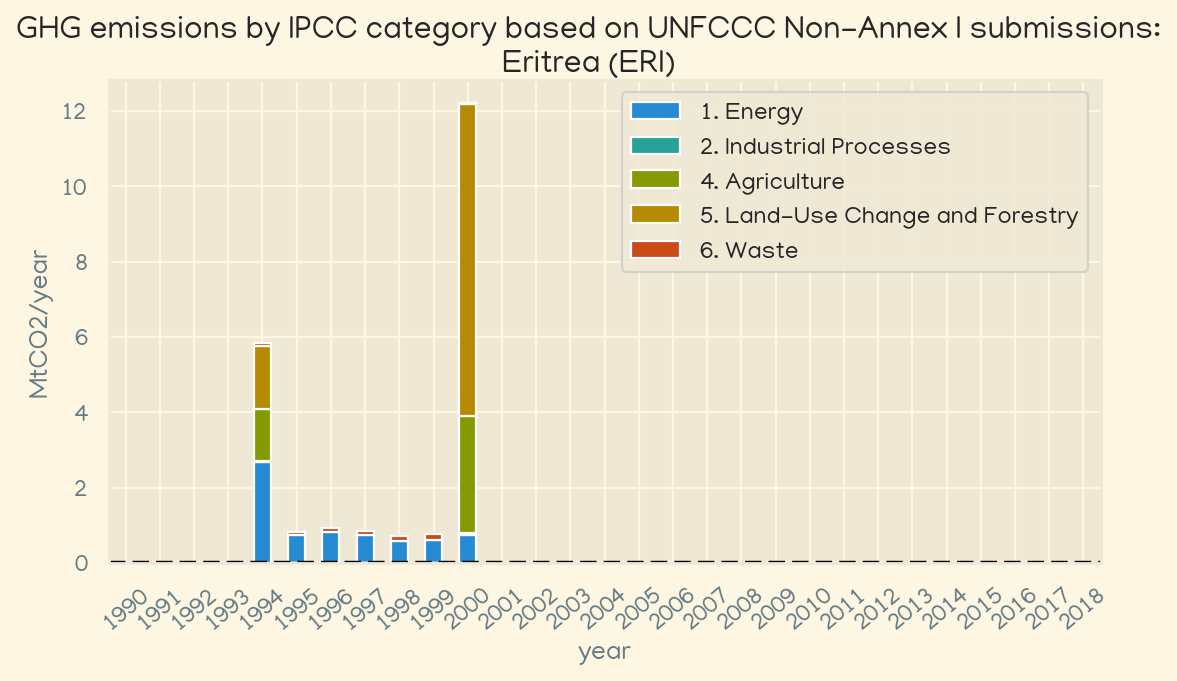 GHG emissions by IPCC category based on UNFCCC Non-Annex I submissions:
Eritrea (ERI)
MtCO2/year
12
10
8
6
4
2
0
1. Energy
2. Industrial Processes
4. Agriculture
5. Land-Use Change and Forestry
6. Waste
1990 1991 1992 1993 1994 1995 1996 1997 1998 1999 2000 2001 2002 2003 2004 2005 2006 2007 2008 2009 2010 2011 2012 2013 2014 2015 2016 2017 2018
year